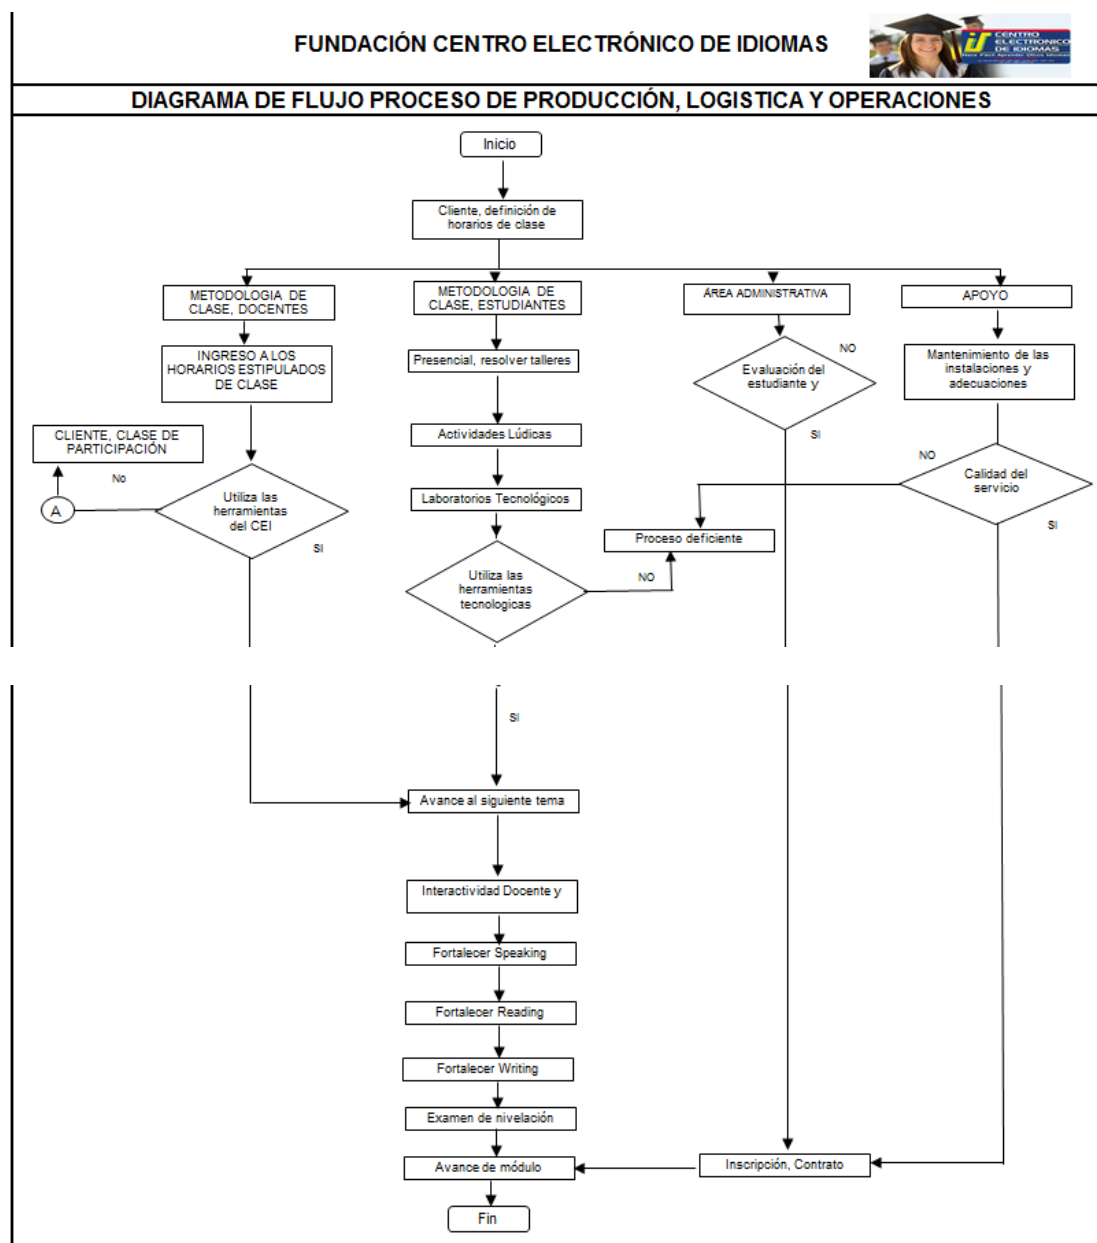 FUNDACIÓN CENTRO ELECTRÓNICO DE IDIOMAS
CENTRO
ELECTRONICO
DE IDIOMAS
DIAGRAMA DE FLUJO PROCESO DE PRODUCCIÓN, LOGISTICA Y OPERACIONES
Inicio
Cliente, definición de
horarios de clase
METODOLOGIA DE
CLASE, DOCENTES
METODOLOGIA DE
CLASE, ESTUDIANTES
ÁREA ADMINISTRATIVA
APOYO
INGRESO A LOS
HORARIOS ESTIPULADOS
DE CLASE
Presencial, resolver talleres
NO
Evaluación del
estudiante y
SI
Mantenimiento de las
instalaciones y
adecuaciones
CLIENTE, CLASE DE
PARTICIPACIÓN
Actividades Lúdicas
No
A
Utiliza las
herramientas
del CEI
SI
Laboratorios Tecnológicos
NO
Calidad del
servicio
SI
Proceso deficiente
Utiliza las
herramientas
tecnologicas
NO
SI
Avance al siguiente tema
Interactividad Docente y
Fortalecer Speaking
Fortalecer Reading
Fortalecer Writing
Examen de nivelación
Avance de módulo
Inscripción, Contrato
Fin